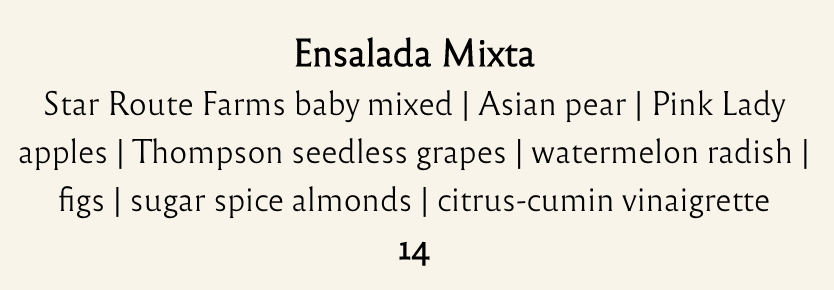 Ensalada Mixta
Star Route Farms baby mixed | Asian pear | Pink Lady
apples | Thompson seedless grapes | watermelon radish |
figs | sugar spice almonds | citrus-cumin vinaigrette
14